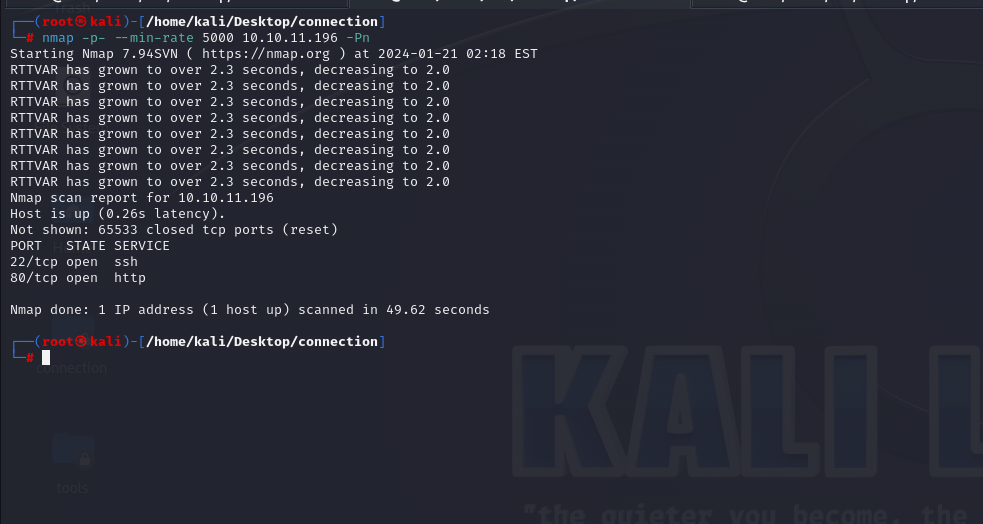 ┌──(root㉿kali)-[/home/kali/Desktop/connection]
└─# nmap -p- --min-rate 5000 10.10.11.196 -Pn
Starting Nmap 7.94SVN ( https://nmap.org ) at 2024-01-21 02:18 EST
RTTVAR has grown to over 2.3 seconds, decreasing to 2.0
RTTVAR has grown to over 2.3 seconds, decreasing to 2.0
RTTVAR has grown to over 2.3 seconds, decreasing to 2.0
RTTVAR has grown to over 2.3 seconds, decreasing to 2.0
RTTVAR has grown to over 2.3 seconds, decreasing to 2.0
RTTVAR has grown to over 2.3 seconds, decreasing to 2.0
RTTVAR has grown to over 2.3 seconds, decreasing to 2.0
RTTVAR has grown to over 2.3 seconds, decreasing to 2.0
Nmap scan report for 10.10.11.196
Host is up (0.26s latency).
Not shown: 65533 closed tcp ports (reset)
PORT   STATE SERVICE
22/tcp open  ssh
80/tcp open  http
Nmap done: 1 IP address (1 host up) scanned in 49.62 seconds
┌──(root㉿kali)-[/home/kali/Desktop/connection]
└─#
connection
KALI L
tools
"the quieter you become, the